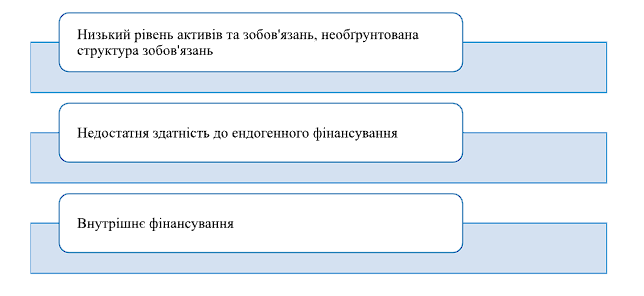 Низький рівень активів та зобов'язань, необґрунтована
структура зобов'язань
Недостатня здатність до ендогенного фінансування
Внутрішнє фінансування